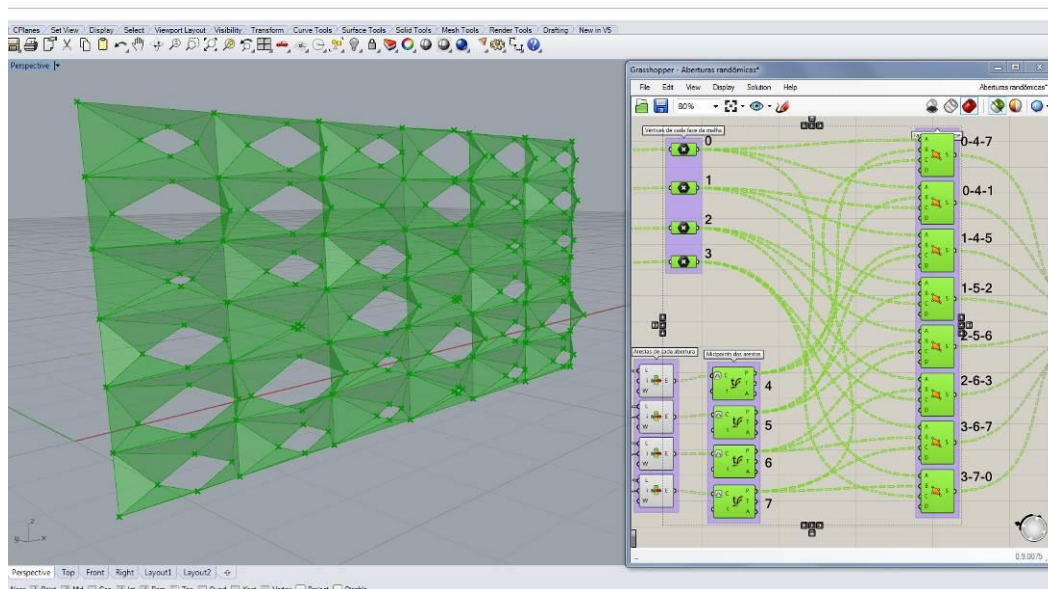 CPlanes Set View Display Select Viewport Layout Visibility Transform Curve Tools Surface Tools Solid Tools Mesh Tools Render Tools Drafting New in V5
Perspective
Grasshopper - Aberturas randômicas*
File Edit View Display Solution Help Aberturas randômicas*
80%
Vértices de cada face da malha
0
1
2
3
A B C D S 0-4-7
A B C D S 0-4-1
A B C D S 1-4-5
A B C D S 1-5-2
A B C D S 2-5-6
A B C D S 2-6-3
A B C D S 3-6-7
A B C D S 3-7-0
Arestas de cada abertura Midpoints das arestas
L I W E C t P T A 4
L I W E C t P T A 5
L I W E C t P T A 6
L I W E C t P T A 7
z
y x
0.9.0075
Perspective Top Front Right Layout1 Layout2